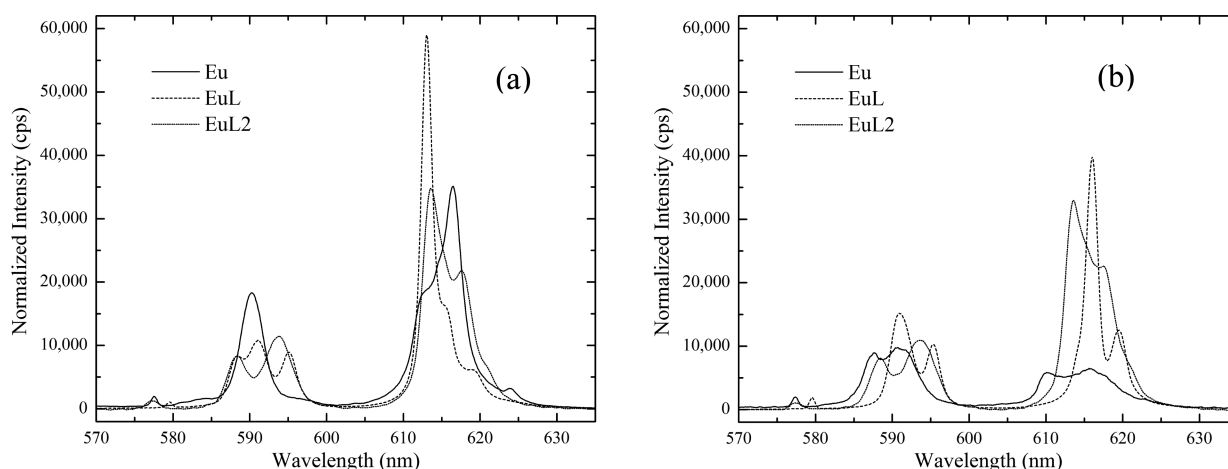 60,000
50,000
40,000
30,000
20,000
10,000
0
Normalized Intensity (cps)
Eu
EuL
EuL2
(a)
570 580 590 600 610 620 630
Wavelength (nm)
60,000
50,000
40,000
30,000
20,000
10,000
0
Normalized Intensity (cps)
Eu
EuL
EuL2
(b)
570 580 590 600 610 620 630
Wavelength (nm)